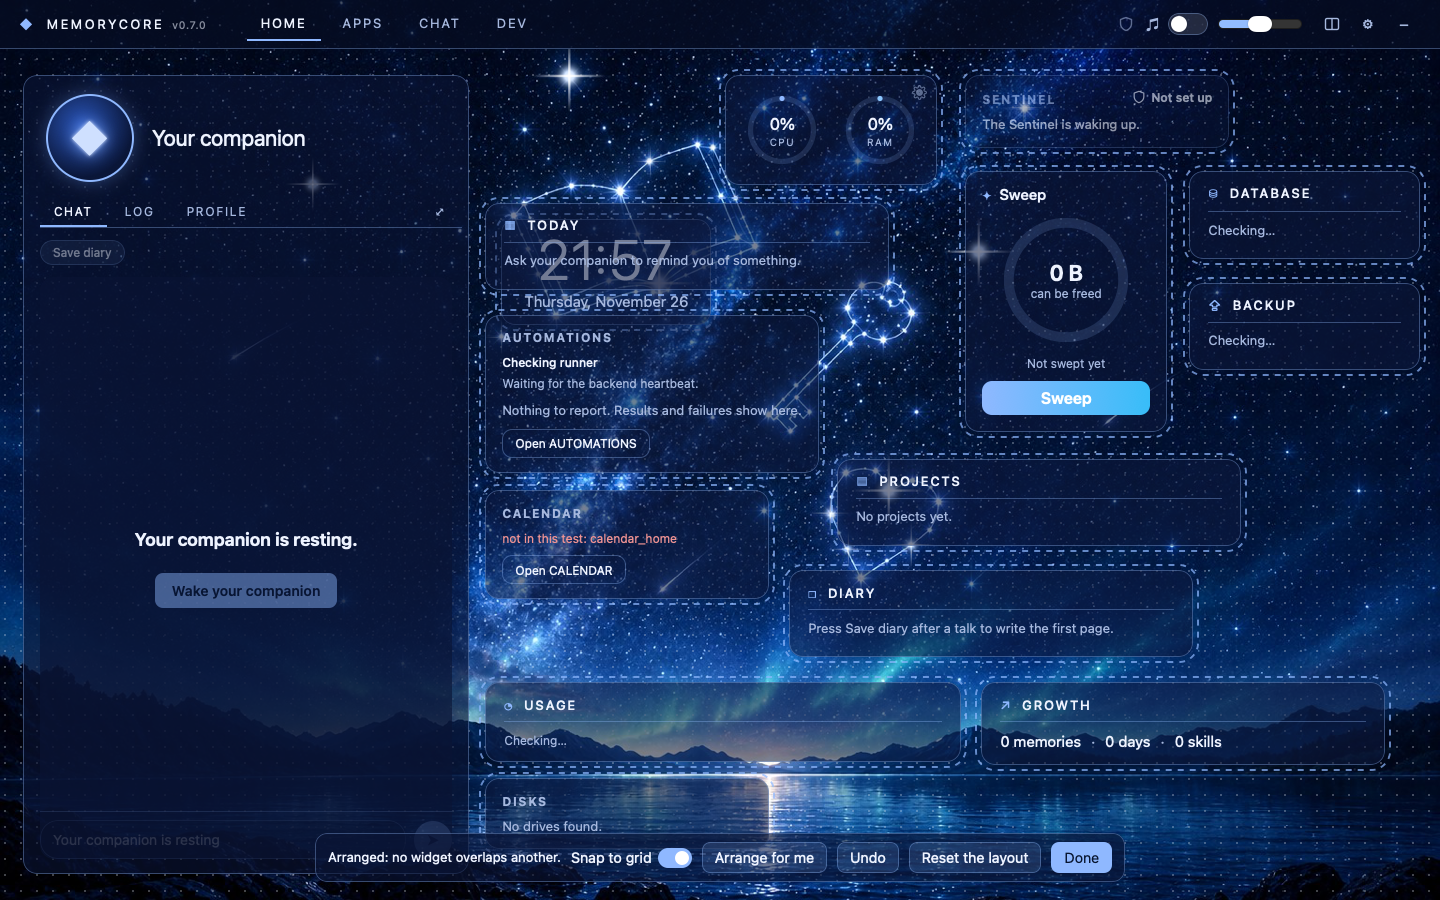 MEMORYCORE v0.7.0
HOME APPS CHAT DEV
Your companion
CHAT LOG PROFILE
Save diary
Your companion is resting.
Wake your companion
Your companion is resting
0% CPU
0% RAM
SENTINEL
Not set up
The Sentinel is waking up.
TODAY
Ask your companion to remind you of something.
21:57
Thursday, November 26
AUTOMATIONS
Checking runner
Waiting for the backend heartbeat.
Nothing to report. Results and failures show here.
Open AUTOMATIONS
CALENDAR
not in this test: calendar_home
Open CALENDAR
Sweep
0 B
can be freed
Not swept yet
Sweep
DATABASE
Checking...
BACKUP
Checking...
PROJECTS
No projects yet.
DIARY
Press Save diary after a talk to write the first page.
USAGE
Checking...
GROWTH
0 memories · 0 days · 0 skills
DISKS
No drives found.
Arranged: no widget overlaps another. Snap to grid Arrange for me Undo Reset the layout Done